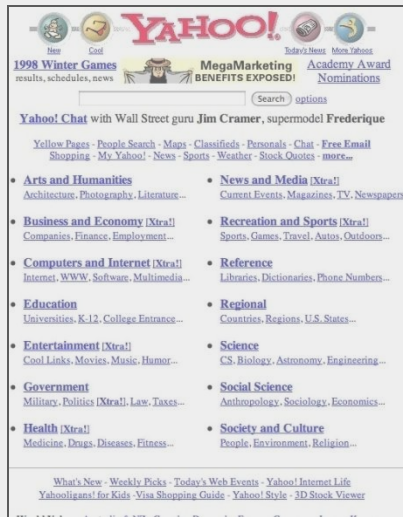 YAHOO!
New Cool Today's News More Yahoos
1998 Winter Games
results, schedules, news
MegaMarketing
BENEFITS EXPOSED!
Academy Award
Nominations
Search options
Yahoo! Chat with Wall Street guru Jim Cramer, supermodel Frederique
Yellow Pages - People Search - Maps - Classifieds - Personals - Chat - Free Email
Shopping - My Yahoo! - News - Sports - Weather - Stock Quotes - more...
Arts and Humanities
Architecture, Photography, Literature...
Business and Economy [Xtra!]
Companies, Finance, Employment...
Computers and Internet [Xtra!]
Internet, WWW, Software, Multimedia...
Education
Universities, K-12, College Entrance...
Entertainment [Xtra!]
Cool Links, Movies, Music, Humor...
Government
Military, Politics [Xtra!], Law, Taxes...
Health [Xtra!]
Medicine, Drugs, Diseases, Fitness...
News and Media [Xtra!]
Current Events, Magazines, TV, Newspapers
Recreation and Sports [Xtra!]
Sports, Games, Travel, Autos, Outdoors...
Reference
Libraries, Dictionaries, Phone Numbers...
Regional
Countries, Regions, U.S. States...
Science
CS, Biology, Astronomy, Engineering...
Social Science
Anthropology, Sociology, Economics...
Society and Culture
People, Environment, Religion...
What's New - Weekly Picks - Today's Web Events - Yahoo! Internet Life
Yahooligans! for Kids -Visa Shopping Guide - Yahoo! Style - 3D Stock Viewer